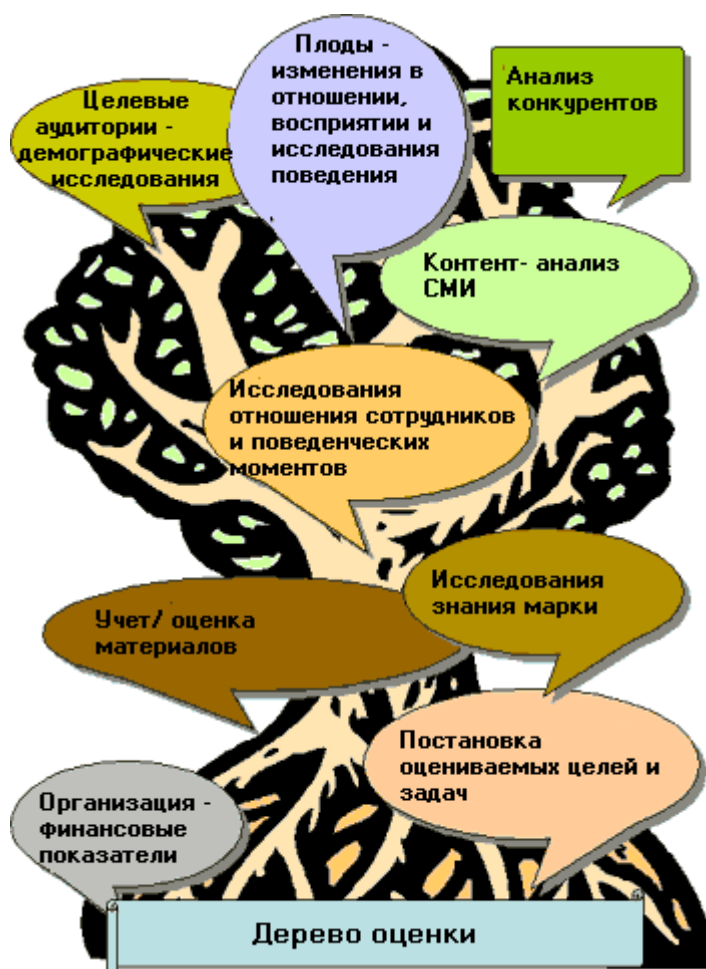 Плоды -
изменения в
отношении,
восприятии и
исследования
поведения
Анализ
конкурентов
Целевые
аудитории -
демографические
исследования
Контент- анализ
СМИ
Исследования
отношения сотрудников
и поведенческих
моментов
Исследования
знания марки
Учет/ оценка
материалов
Постановка
оцениваемых целей и
задач
Организация -
финансовые
показатели
Дерево оценки